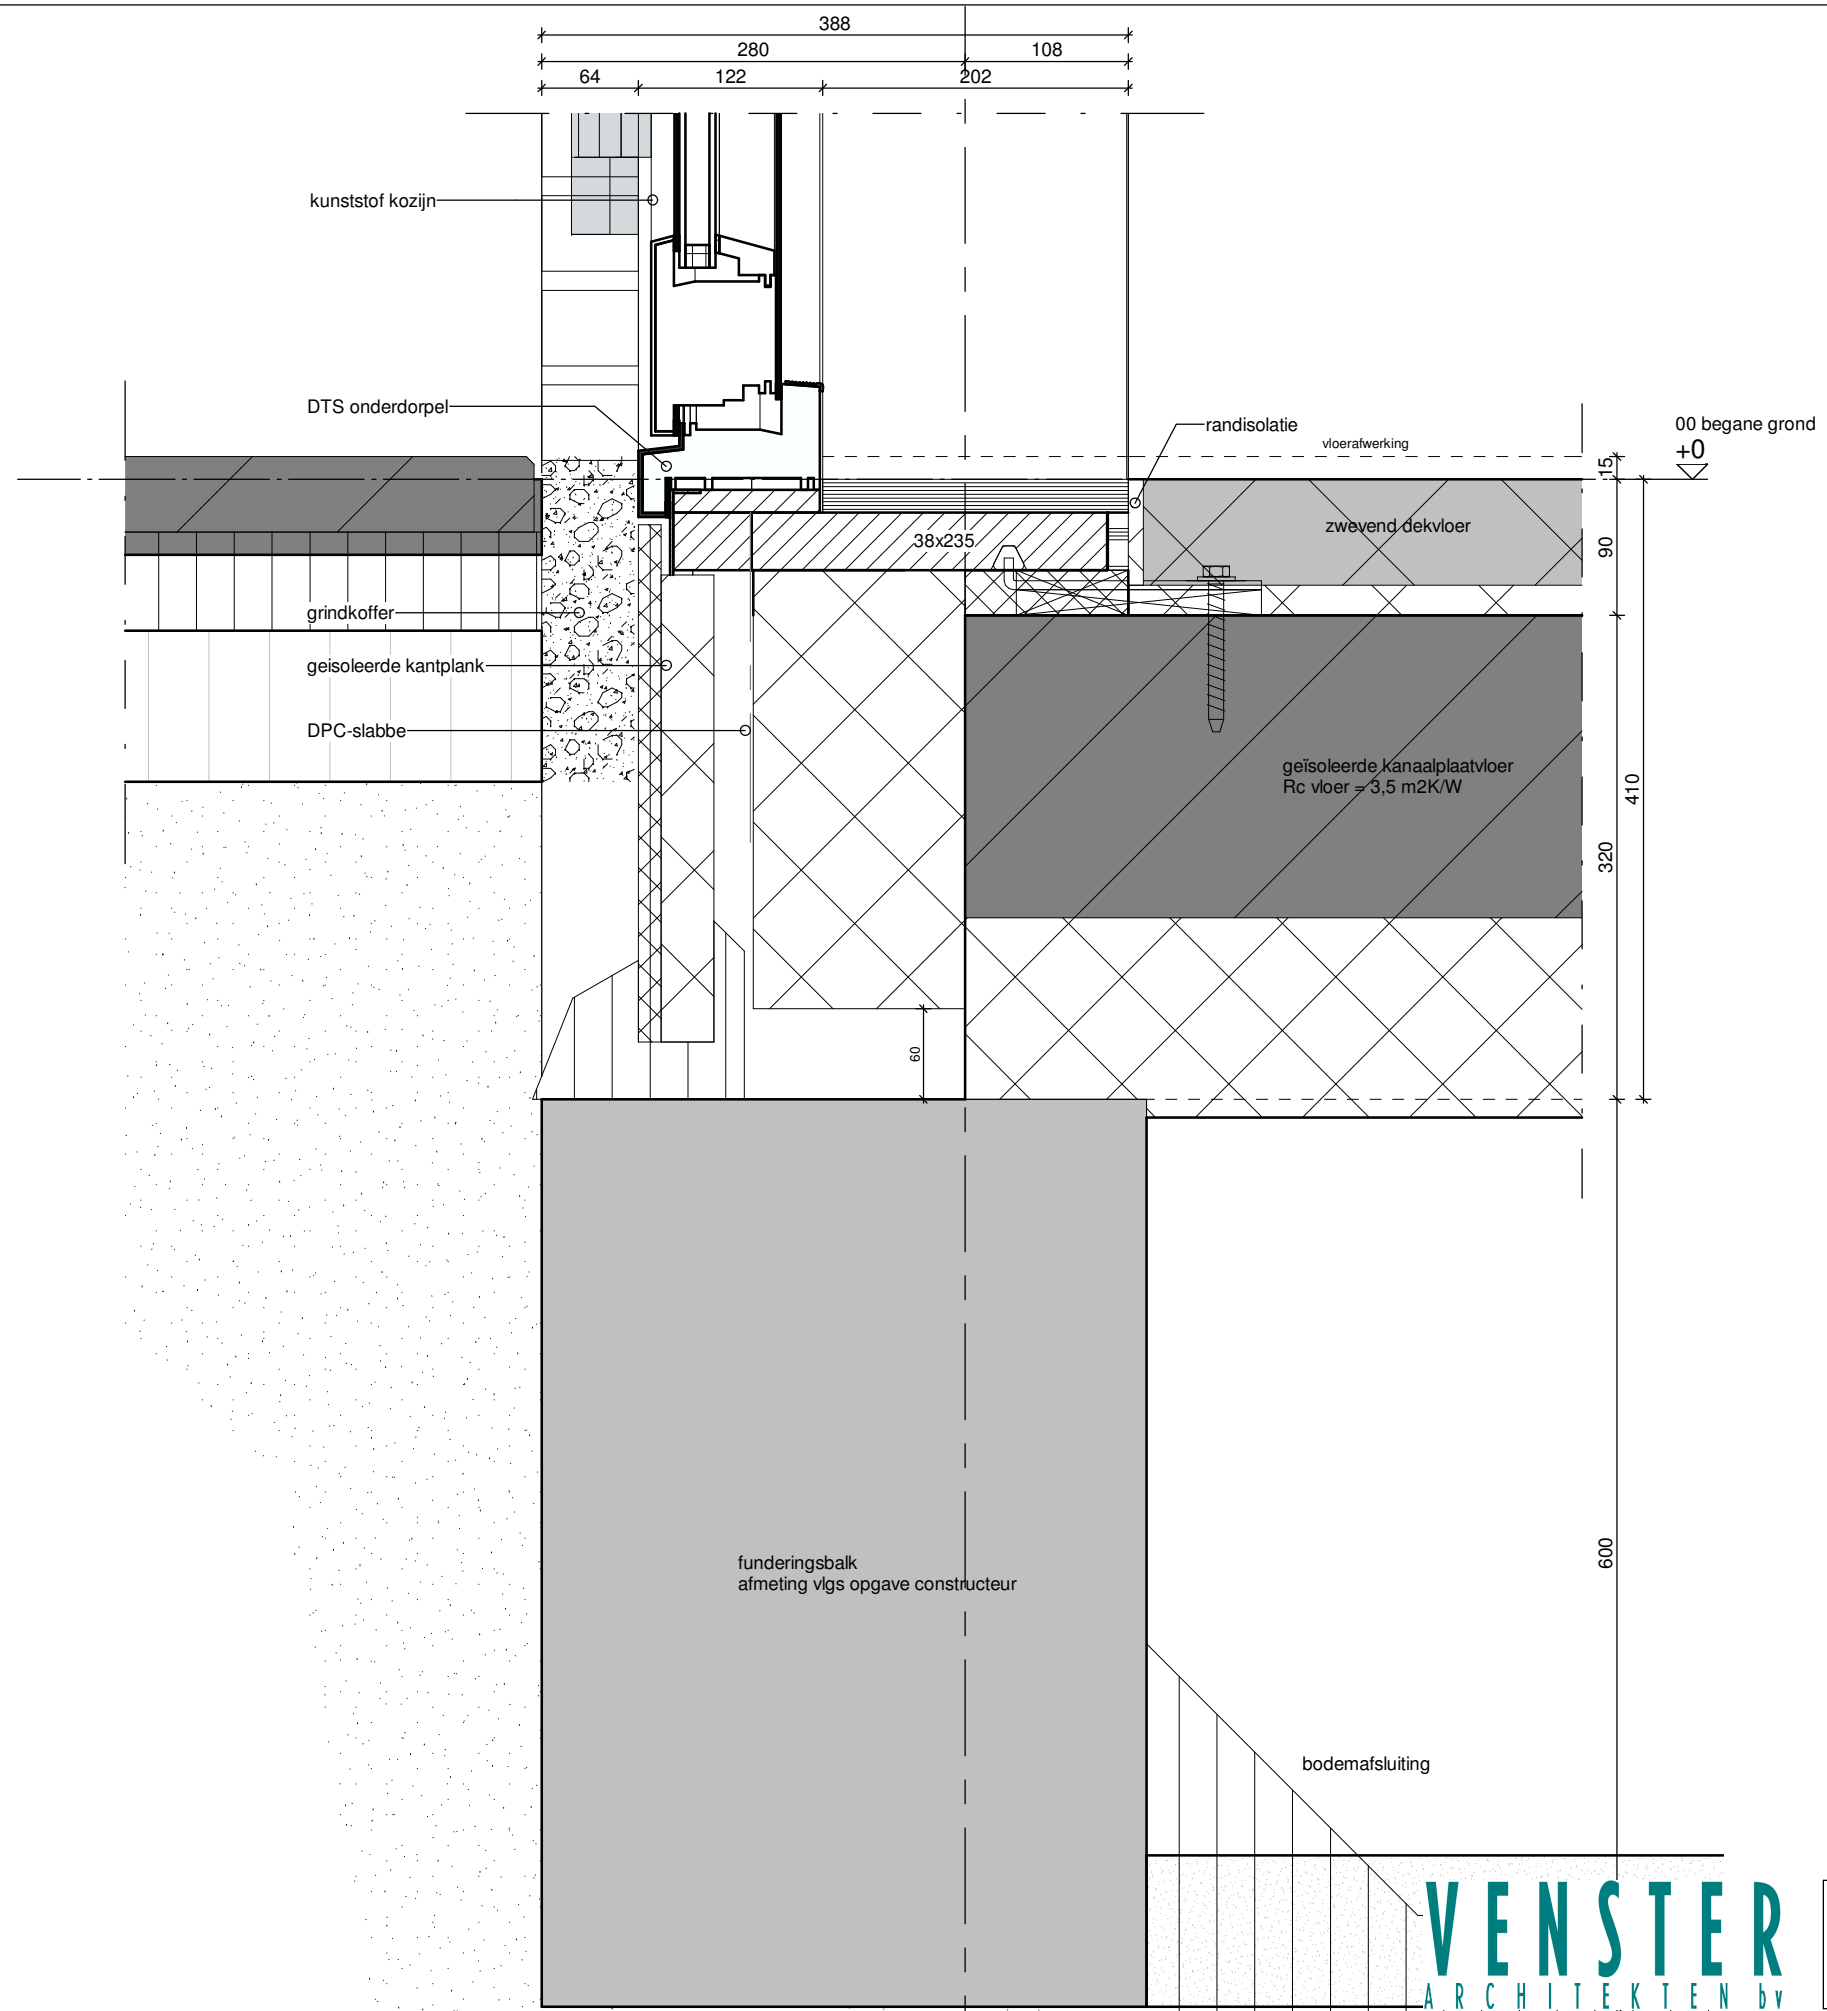 388
280 108
64 122 202
kunststof kozijn
DTS onderdorpel
randisolatie
vloerafwerking
00 begane grond
+0
15
zwevend dekvloer
38x235
90
grindkoffer
geisoleerde kantplank
DPC-slabbe
geïsoleerde kanaalplaatvloer
Rc vloer = 3,5 m2K/W
410
320
60
600
funderingsbalk
afmeting vlgs opgave constructeur
bodemafsluiting
VENSTER
ARCHITEKTEN bv